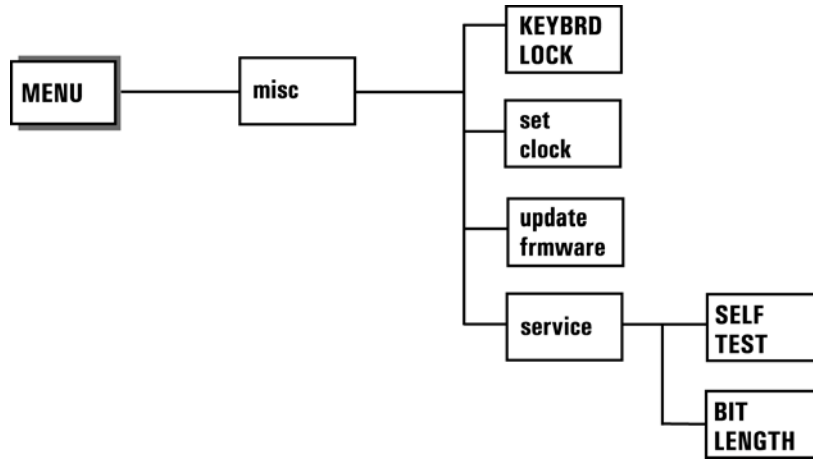 MENU
misc
KEYBRD
LOCK
set
clock
update
frmware
service
SELF
TEST
BIT
LENGTH